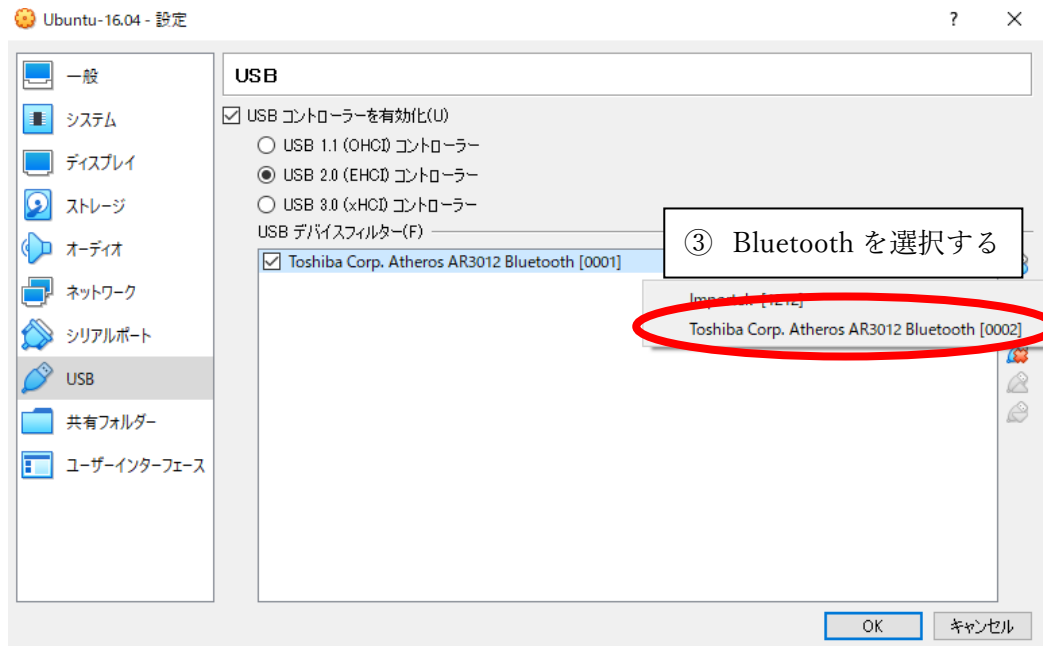 Ubuntu-16.04 - 設定
?
一般
システム
ディスプレイ
ストレージ
オーディオ
ネットワーク
シリアルポート
USB
共有フォルダー
ユーザーインターフェース
USB
USB コントローラーを有効化(U)
USB 1.1 (OHCI) コントローラー
USB 2.0 (EHCI) コントローラー
USB 3.0 (xHCI) コントローラー
USB デバイスフィルター(F)
③ Bluetooth を選択する
Toshiba Corp. Atheros AR3012 Bluetooth [0001]
Toshiba Corp. Atheros AR3012 Bluetooth [0002]
OK
キャンセル